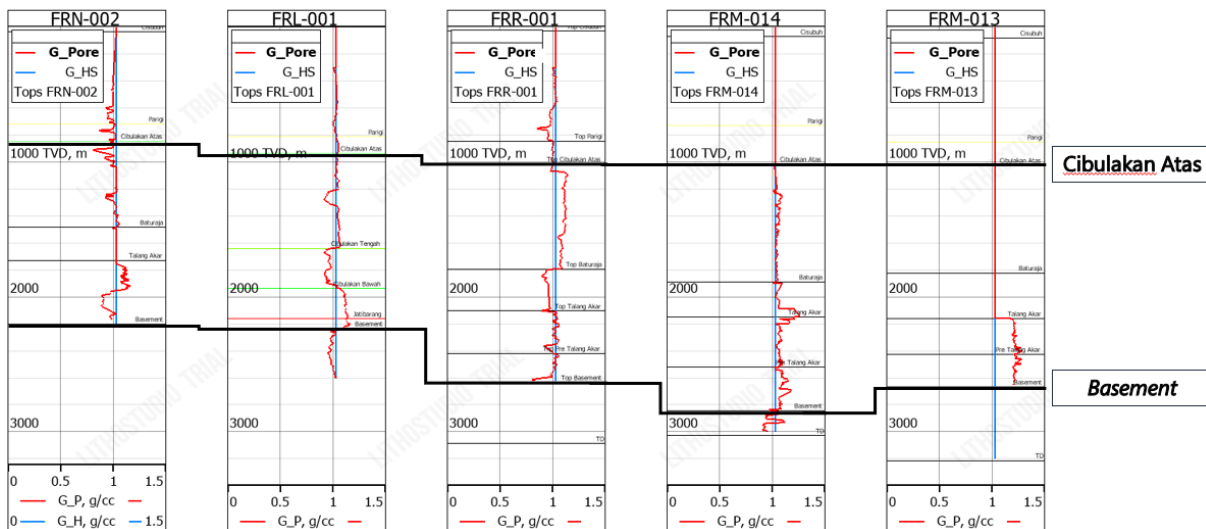 FRN-002
Cisubuh
G_Pore
G_HS
Tops FRN-002
Parigi
Cibulakan Atas
1000 TVD, m
Baturaja
Talang Akar
2000
Basement
3000
0 0.5 1 1.5
G_P, g/cc
0 G_H, g/cc 1.5
FRL-001
G_Pore
G_HS
Tops FRL-001
Parigi
Cibulakan Atas
1000 TVD, m
Cibulakan Tengah
Cibulakan Bawah
2000
Jatibarang
Basement
3000
0 0.5 1 1.5
G_P, g/cc
FRR-001
Top Cisubuh
G_Pore
G_HS
Tops FRR-001
Top Parigi
1000 TVD, m
Top Cibulakan Atas
Top Baturaja
2000
Top Talang Akar
Top Pre Talang Akar
Top Basement
3000
TD
0 0.5 1 1.5
G_P, g/cc
FRM-014
Cisubuh
G_Pore
G_HS
Tops FRM-014
Parigi
1000 TVD, m
Cibulakan Atas
Baturaja
2000
Talang Akar
Pre Talang Akar
Basement
3000
TD
0 0.5 1 1.5
G_P, g/cc
FRM-013
Cisubuh
G_Pore
G_HS
Tops FRM-013
Parigi
1000 TVD, m
Cibulakan Atas
Baturaja
2000
Talang Akar
Pre Talang Akar
Basement
3000
TD
0 0.5 1 1.5
G_P, g/cc
Cibulakan Atas
Basement
LITHOSTUDIO TRIAL